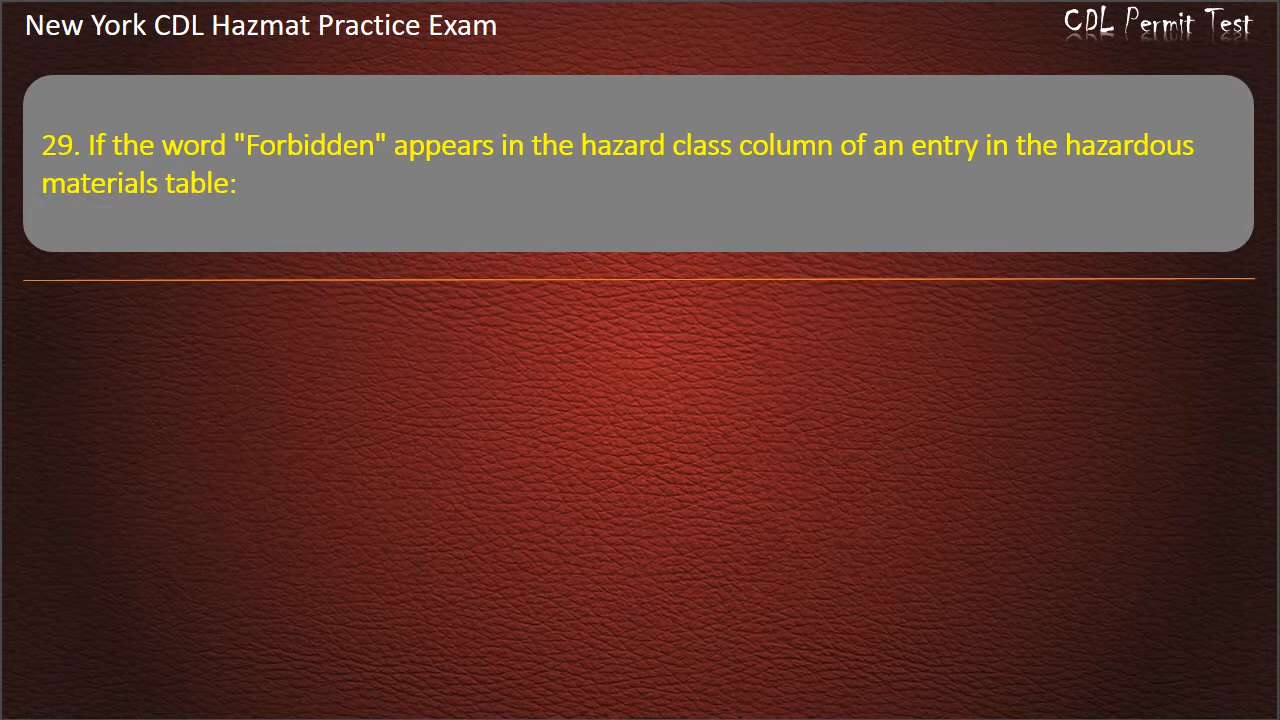 New York CDL Hazmat Practice Exam
CDL Permit Test
29. If the word "Forbidden" appears in the hazard class column of an entry in the hazardous
materials table: